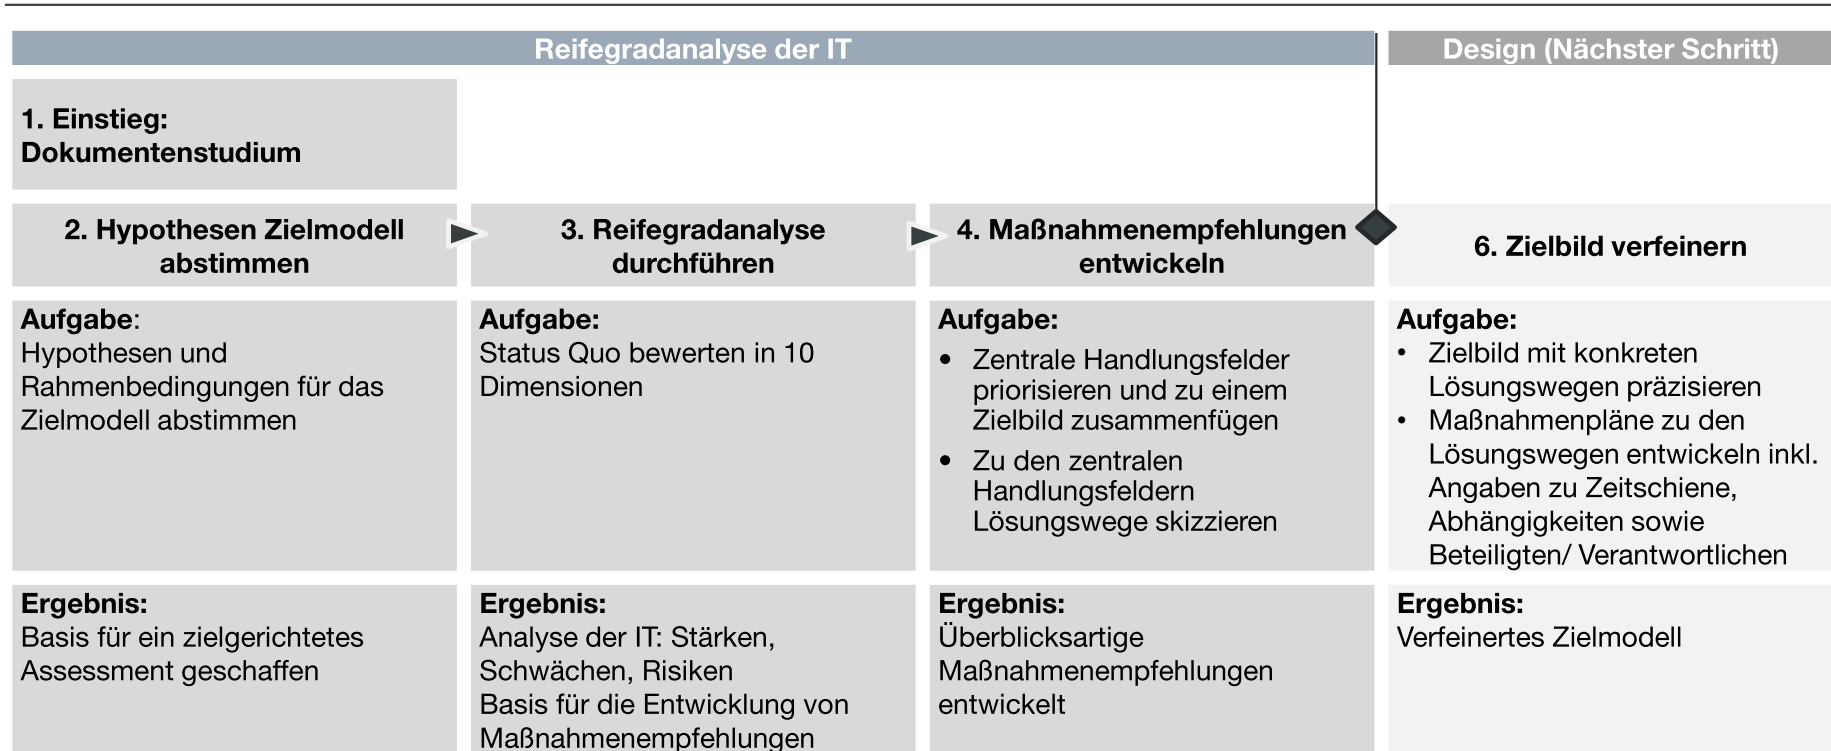 Reifegradanalyse der IT
Design (Nächster Schritt)
1. Einstieg:
Dokumentenstudium
2. Hypothesen Zielmodell
abstimmen
3. Reifegradanalyse
durchführen
4. Maßnahmenempfehlungen
entwickeln
6. Zielbild verfeinern
Aufgabe:
Hypothesen und
Rahmenbedingungen für das
Zielmodell abstimmen
Aufgabe:
Status Quo bewerten in 10
Dimensionen
Aufgabe:
• Zentrale Handlungsfelder
priorisieren und zu einem
Zielbild zusammenfügen
• Zu den zentralen
Handlungsfeldern
Lösungswege skizzieren
Aufgabe:
• Zielbild mit konkreten
Lösungswegen präzisieren
• Maßnahmenpläne zu den
Lösungswegen entwickeln inkl.
Angaben zu Zeitschiene,
Abhängigkeiten sowie
Beteiligten/ Verantwortlichen
Ergebnis:
Basis für ein zielgerichtetes
Assessment geschaffen
Ergebnis:
Analyse der IT: Stärken,
Schwächen, Risiken
Basis für die Entwicklung von
Maßnahmenempfehlungen
Ergebnis:
Überblicksartige
Maßnahmenempfehlungen
entwickelt
Ergebnis:
Verfeinertes Zielmodell